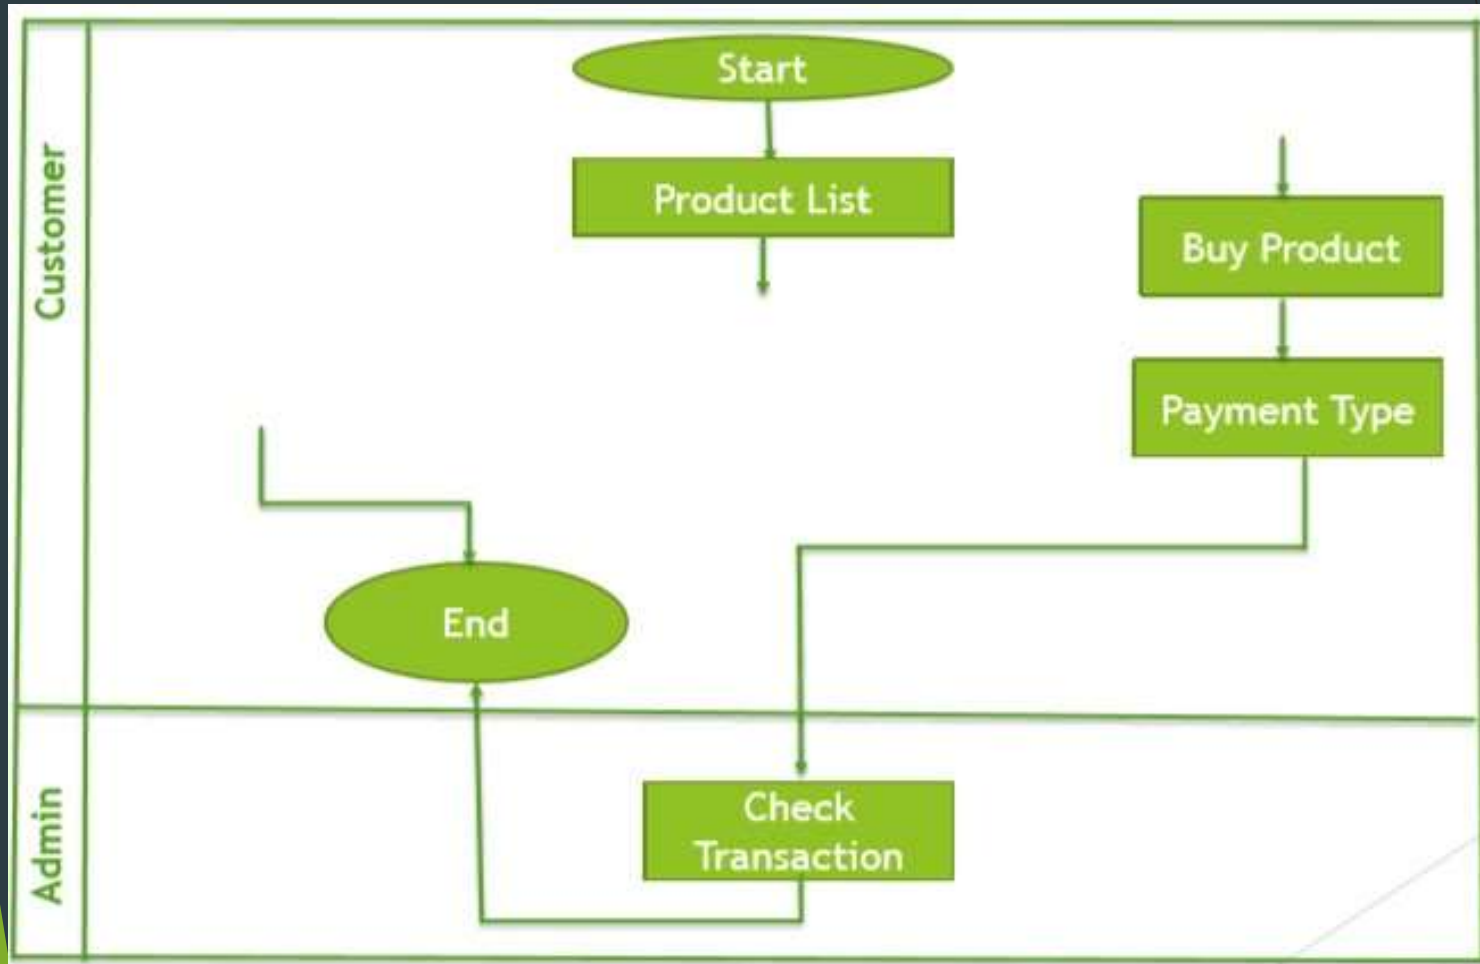 Customer
Start
Product List
Buy Product
Payment Type
End
Admin
Check
Transaction